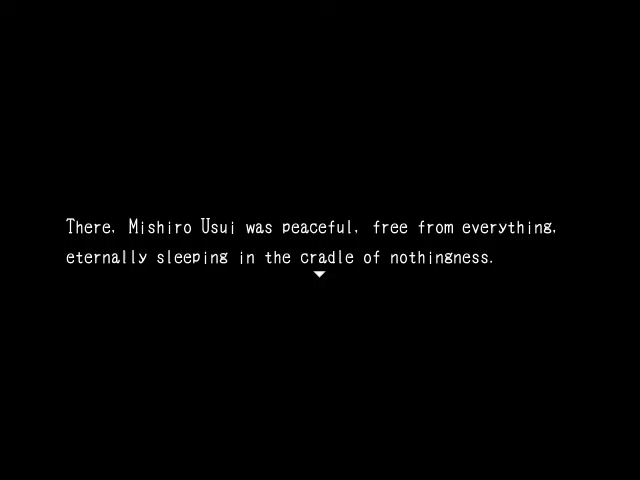 There, Mishiro Usui was peaceful, free from everything,
eternally sleeping in the cradle of nothingness.